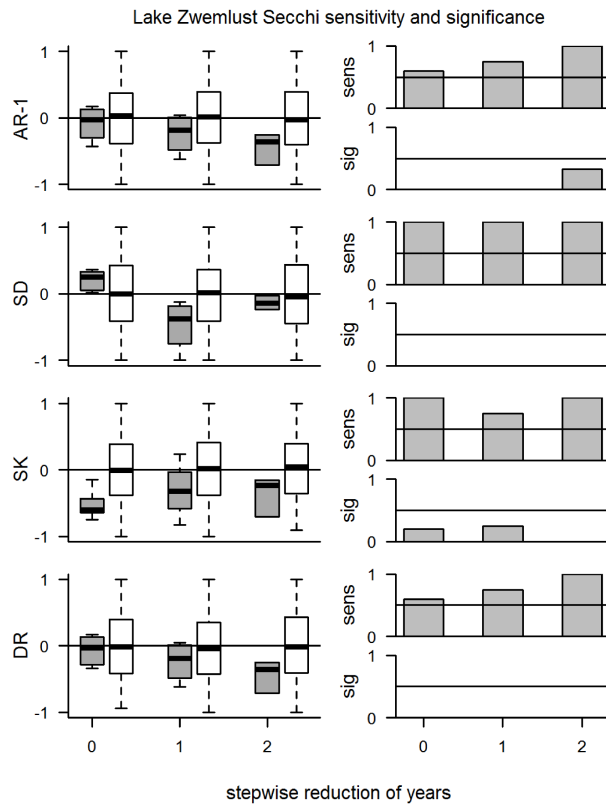 Lake Zwemlust Secchi sensitivity and significance
AR-1
1
0
-1
sens
1
0
sig
1
0
SD
1
0
-1
sens
1
0
sig
1
0
SK
1
0
-1
sens
1
0
sig
1
0
DR
1
0
-1
sens
1
0
sig
1
0
0 1 2 0 1 2
stepwise reduction of years